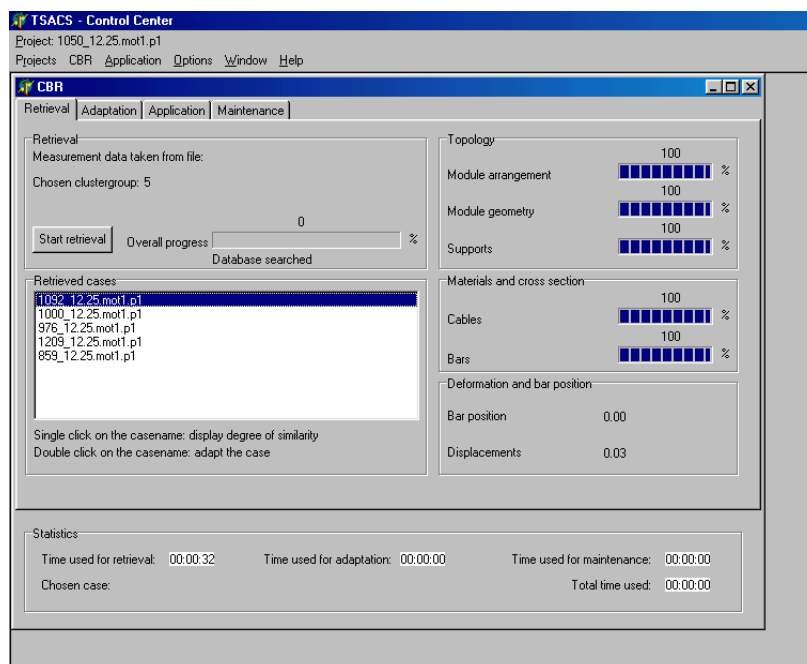 TSACS - Control Center
Project: 1050_12.25.mot1.p1
Projects CBR Application Options Window Help
CBR
Retrieval Adaptation Application Maintenance
Retrieval
Measurement data taken from file:
Chosen clustergroup: 5
0
Start retrieval Overall progress %
Database searched
Retrieved cases
1092_12.25.mot1.p1
1000_12.25.mot1.p1
976_12.25.mot1.p1
1209_12.25.mot1.p1
859_12.25.mot1.p1
Single click on the casename: display degree of similarity
Double click on the casename: adapt the case
Topology
100
Module arrangement %
100
Module geometry %
100
Supports %
Materials and cross section
100
Cables %
100
Bars %
Deformation and bar position
Bar position 0.00
Displacements 0.03
Statistics
Time used for retrieval: 00:00:32 Time used for adaptation: 00:00:00 Time used for maintenance: 00:00:00
Chosen case: Total time used: 00:00:00